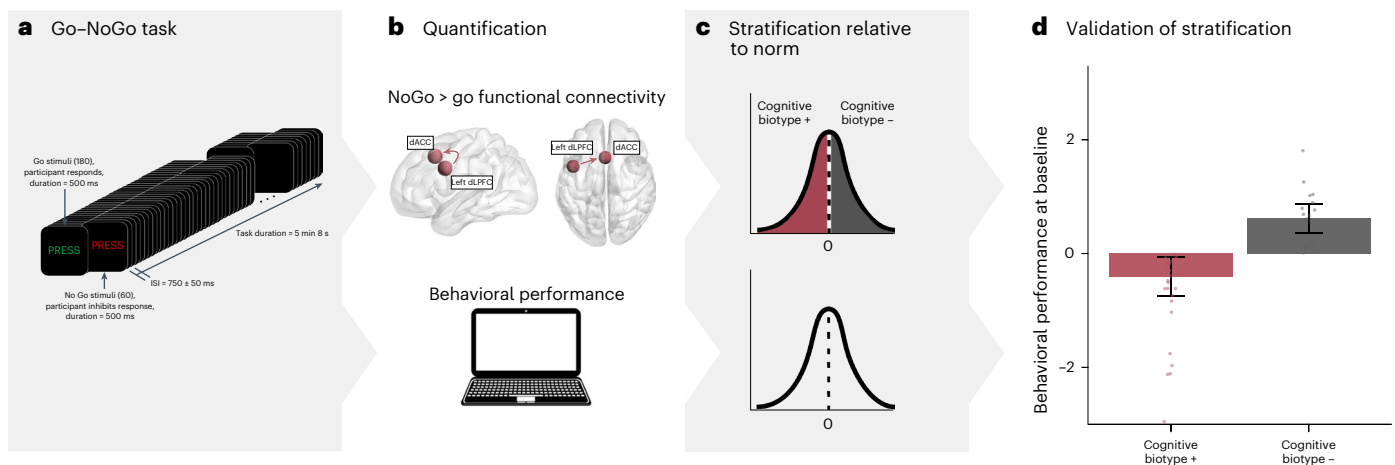 a Go–NoGo task
Go stimuli (180),
participant responds,
duration = 500 ms
PRESS
PRESS
Task duration = 5 min 8 s
ISI = 750 ± 50 ms
No Go stimuli (60),
participant inhibits response,
duration = 500 ms
b Quantification
NoGo > go functional connectivity
dACC
Left dLPFC
Left dLPFC
dACC
Behavioral performance
c Stratification relative
to norm
Cognitive
biotype +
Cognitive
biotype –
0
0
d Validation of stratification
Behavioral performance at baseline
2
0
–2
Cognitive
biotype +
Cognitive
biotype –